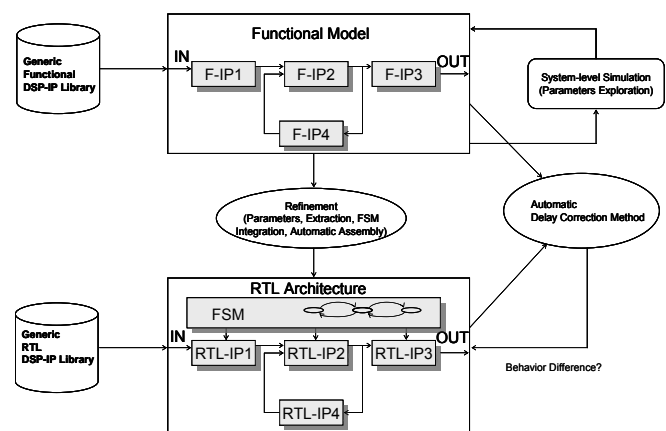 Functional Model
Generic
Functional
DSP-IP Library
IN
F-IP1
F-IP2
F-IP3
OUT
F-IP4
System-level Simulation
(Parameters Exploration)
Refinement
(Parameters, Extraction, FSM
Integration, Automatic Assembly)
Automatic
Delay Correction Method
RTL Architecture
FSM
Generic
RTL
DSP-IP Library
IN
RTL-IP1
RTL-IP2
RTL-IP3
OUT
RTL-IP4
Behavior Difference?